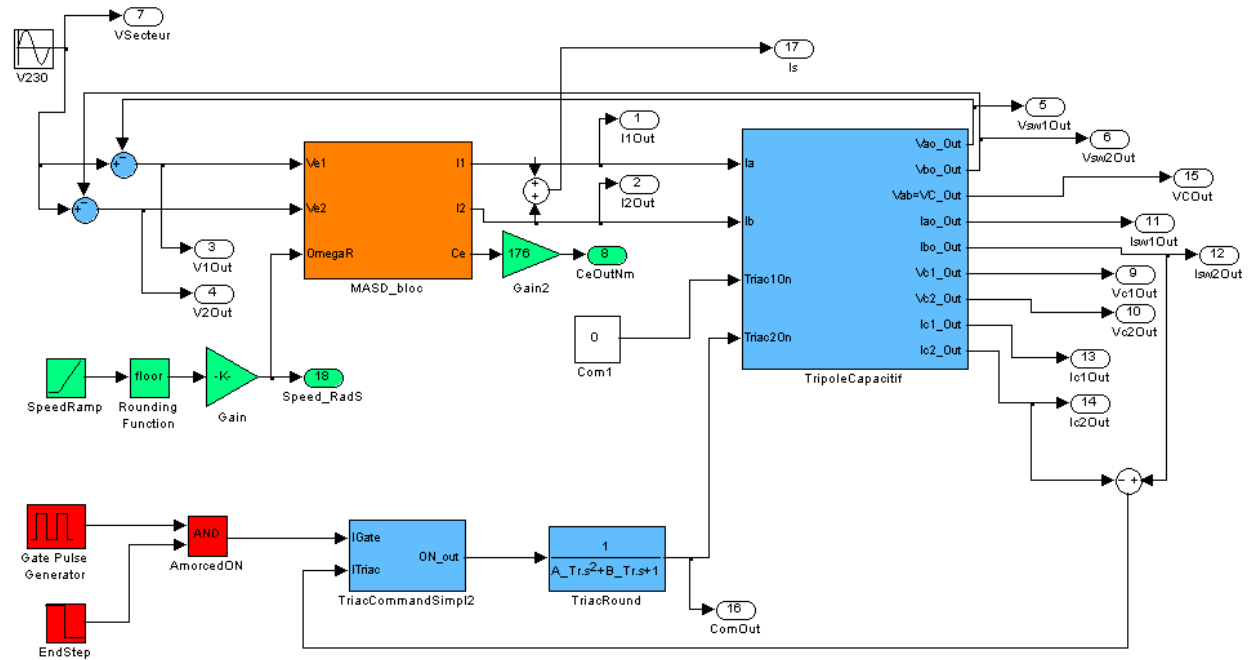 7
VSecteur
V230
17
Is
5
Vsw1Out
6
Vsw2Out
15
VCOut
11
Isw1Out
12
Isw2Out
9
Vc1Out
10
Vc2Out
13
Ic1Out
14
Ic2Out
1
I1Out
2
I2Out
+ −
+ −
+
+
Ve1
Ve2
OmegaR
I1
I2
Ce
MASD_bloc
176
Gain2
8
CeOutNm
3
V1Out
4
V2Out
Ia
Ib
Triac1On
Triac2On
Vao_Out
Vbo_Out
Vab=VC_Out
Iao_Out
Ibo_Out
Vc1_Out
Vc2_Out
Ic1_Out
Ic2_Out
TripoleCapacitif
0
Com1
SpeedRamp
floor
Rounding
Function
-K-
Gain
18
Speed_RadS
− +
Gate Pulse
Generator
AND
AmorcedON
EndStep
IGate
ITriac
ON_out
TriacCommandSimpl2
1
A_Tr.s²+B_Tr.s+1
TriacRound
16
ComOut